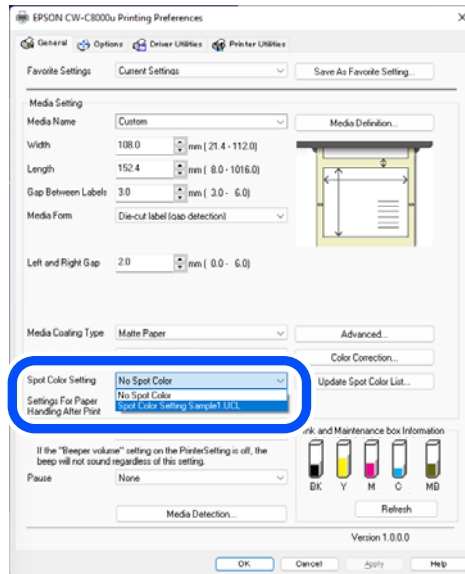 EPSON CW-C8000u Printing Preferences
General Options Driver Utilities Printer Utilities
Favorite Settings Current Settings Save As Favorite Setting...
Media Setting
Media Name Custom Media Definition...
Width 108.0 mm ( 21.4 - 112.0)
Length 152.4 mm ( 8.0 - 1016.0)
Gap Between Labels 3.0 mm ( 3.0 - 6.0)
Media Form Die-cut label (gap detection)
Left and Right Gap 2.0 mm ( 0.0 - 6.0)
Media Coating Type Matte Paper Advanced...
Color Correction...
Spot Color Setting No Spot Color Update Spot Color List...
No Spot Color
Settings For Paper Spot Color Setting Sample1.UCL
Handling After Print
Ink and Maintenance box Information
If the "Beeper volume" setting on the PrinterSetting is off, the
beep will not sound regardless of this setting.
Pause None
BK Y M C MB
Media Detection... Refresh
Version 1.0.0.0
OK Cancel Apply Help